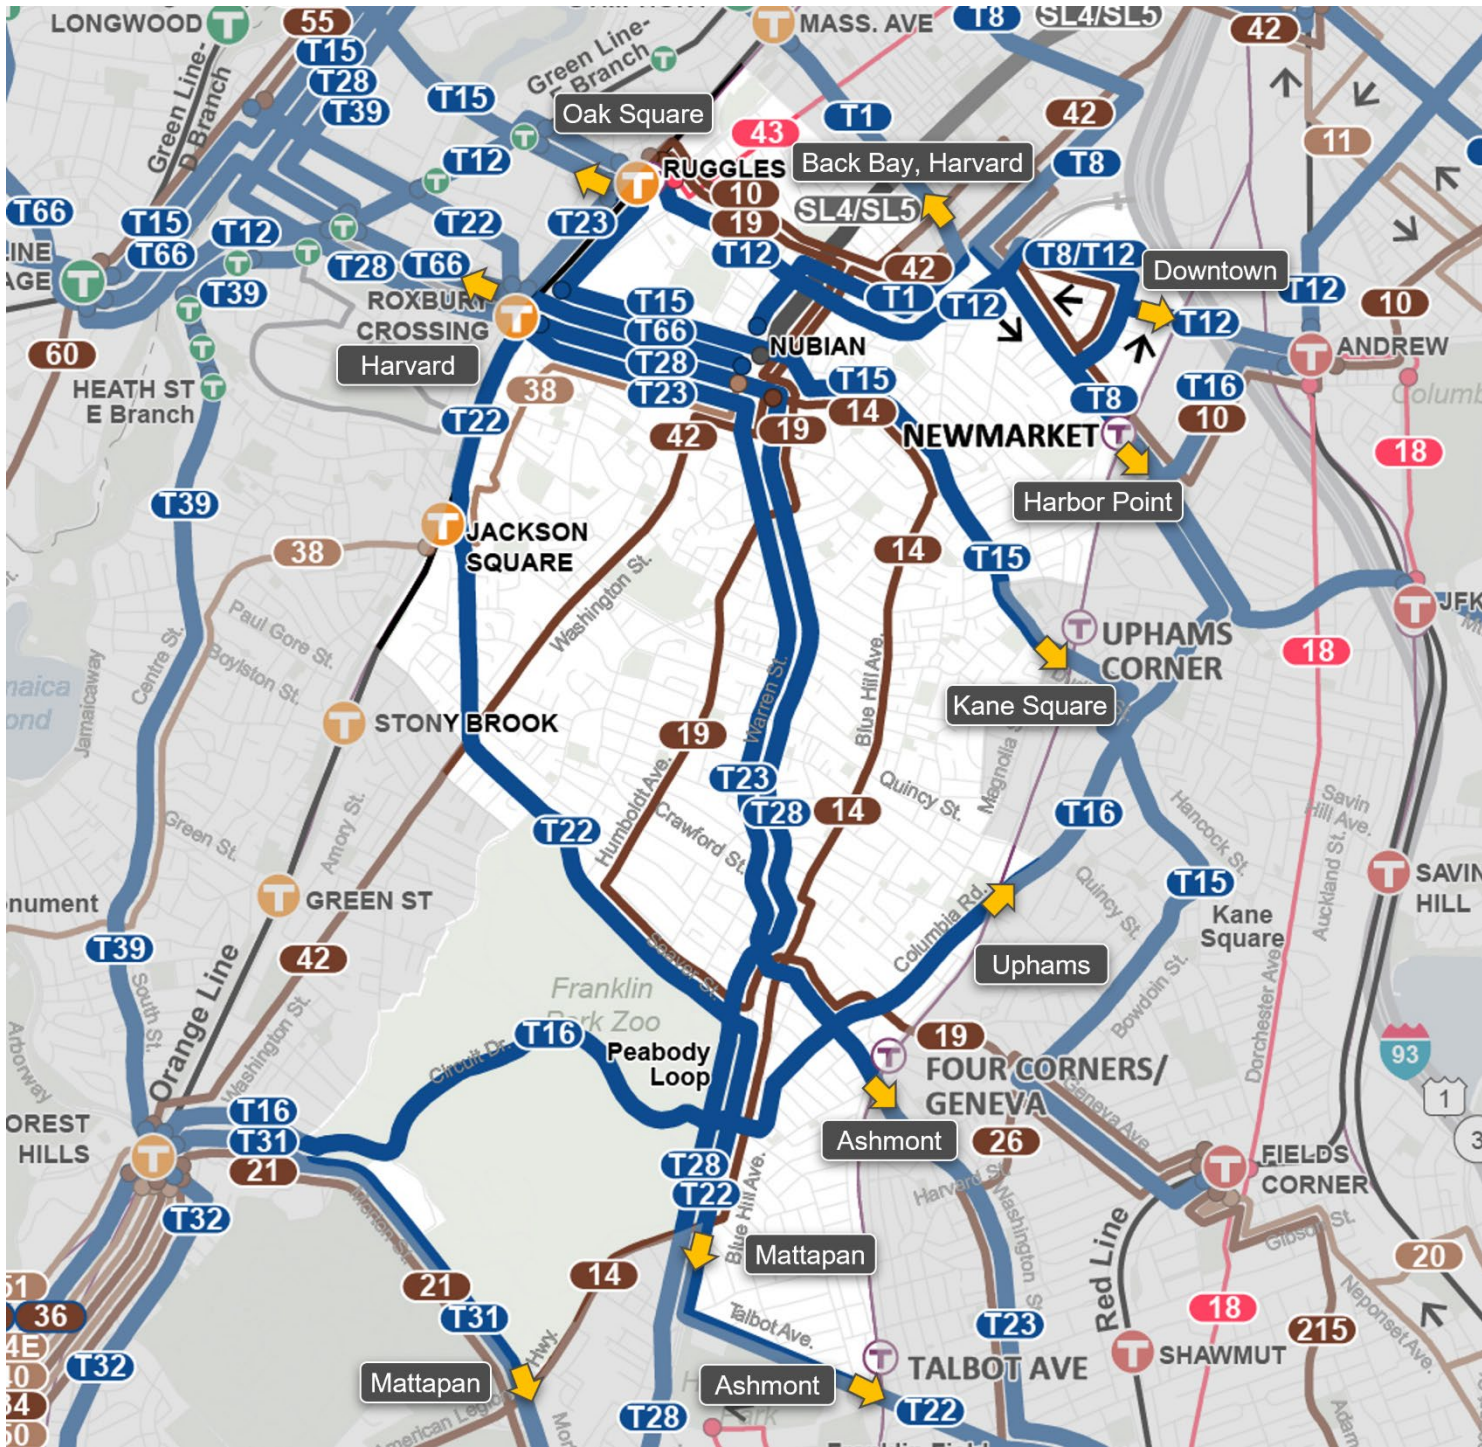 LONGWOOD
55
Green Line-
D Branch
T15
T28
T39
T15
Green Line-
Branch
MASS. AVE
T8
SL4/SL5
42
Oak Square
43
T1
42
11
T12
RUGGLES
Back Bay, Harvard
T8
10
SL4/SL5
T66
T15
T66
T12
T22
T23
19
T12
42
T8/T12
Downtown
T28
T66
T39
T15
T1
T12
T12
10
ROXBURY
CROSSING
T66
T12
60
Harvard
NUBIAN
ANDREW
HEATH ST
E Branch
38
T28
T15
T16
T23
T8
T22
42
19
14
NEWMARKET
10
18
T39
Harbor Point
JACKSON
SQUARE
38
14
T15
Washington St.
Paul Gore St.
Boylston St.
Centre St.
Jamaicaway
UPHAMS
CORNER
18
Kane Square
STONY BROOK
19
Warren St.
Blue Hill Ave.
T23
T28
14
Quincy St.
T16
Hancock St.
Savin
Hill Ave.
Green St.
Amory St.
T22
Humboldt Ave.
Crawford St.
Auckland St.
SAVIN
HILL
GREEN ST
Quincy St.
T15
Kane
Square
T39
42
Columbia Rd.
Uphams
Seaver St.
Bowdoin St.
Dorchester Ave.
South St.
Orange Line
Washington St.
Arborway
Franklin
Park Zoo
T16
Circuit Dr.
Peabody
Loop
19
FOUR CORNERS/
GENEVA
Geneva Ave.
93
1
3
T16
T31
21
HILLS
Ashmont
26
FIELDS
CORNER
T28
T22
Harvard St.
T32
Morton St.
Blue Hill Ave.
Washington St.
Gibson St.
Mattapan
Red Line
20
36
21
14
T31
Talbot Ave.
T23
18
215
Neponset Ave.
T32
Mattapan
Ashmont
TALBOT AVE
SHAWMUT
T28
T22